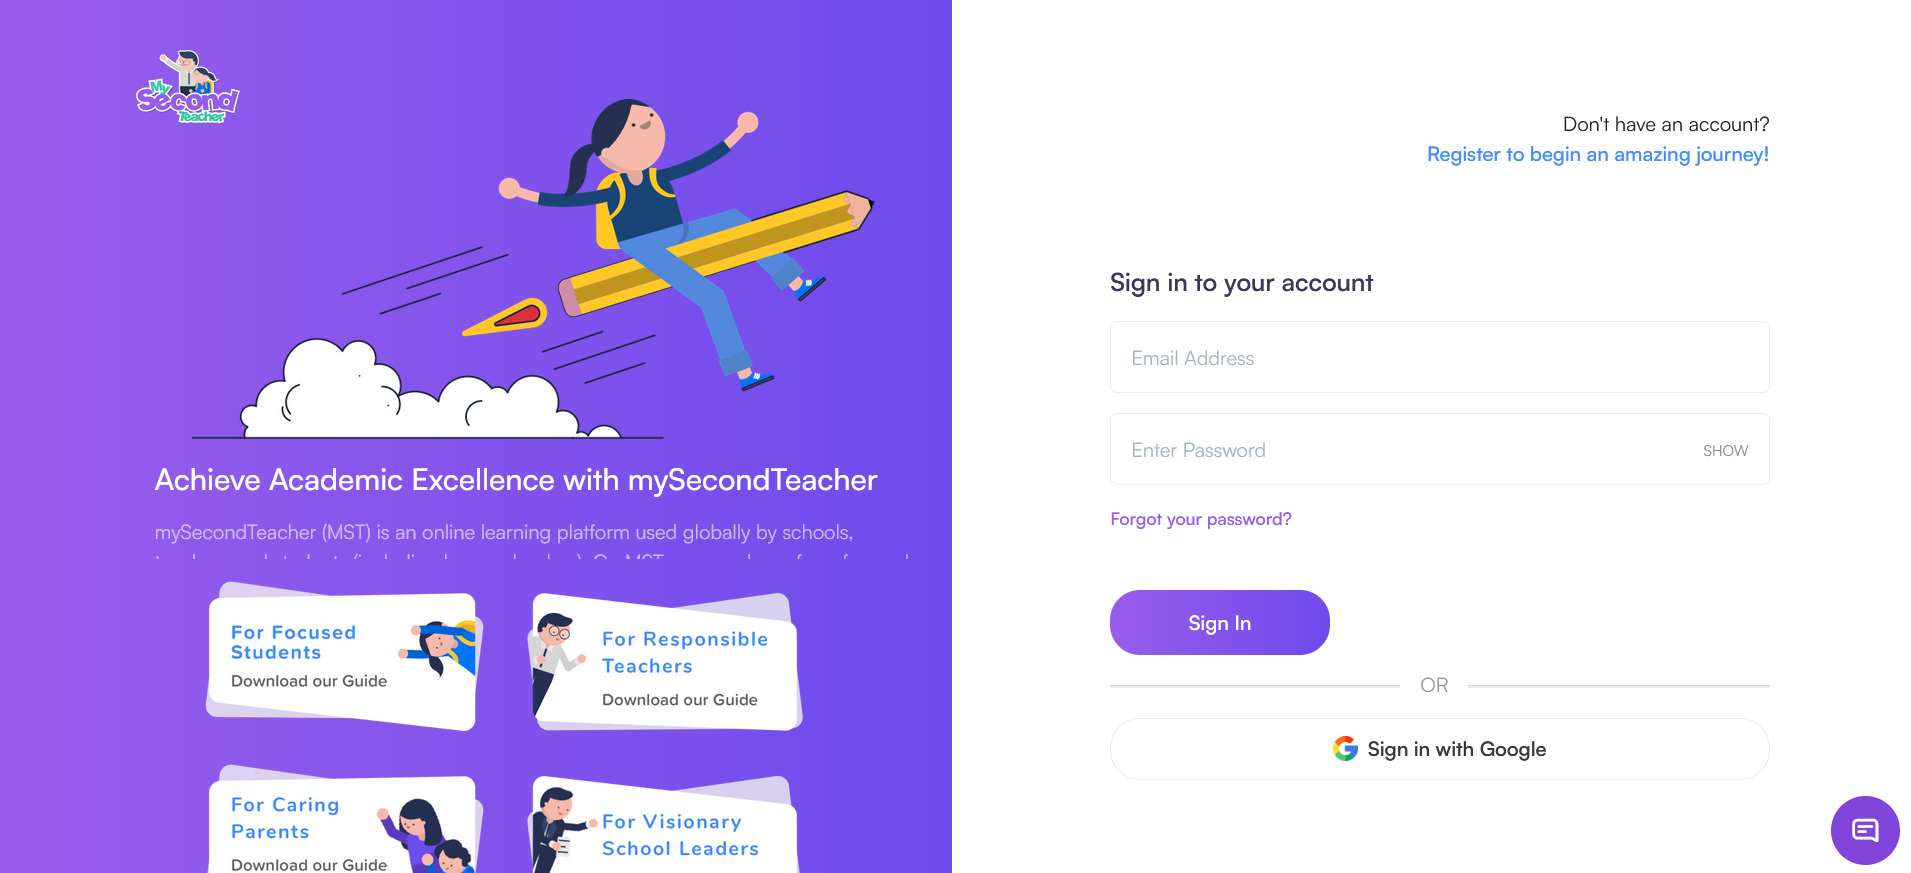 My
Second
Teacher
Achieve Academic Excellence with mySecondTeacher
mySecondTeacher (MST) is an online learning platform used globally by schools,
For Focused
Students
Download our Guide
For Responsible
Teachers
Download our Guide
For Caring
Parents
Download our Guide
For Visionary
School Leaders
Don't have an account?
Register to begin an amazing journey!
Sign in to your account
Email Address
Enter Password
SHOW
Forgot your password?
Sign In
OR
Sign in with Google